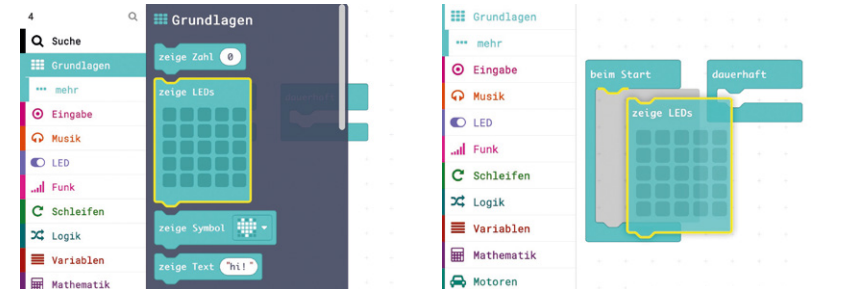 4
Suche
Grundlagen
mehr
Eingabe
Musik
LED
Funk
Schleifen
Logik
Variablen
Mathematik
Grundlagen
zeige Zahl 0
zeige LEDs
dauerhaft
zeige Symbol
zeige Text "hi!"
Grundlagen
mehr
Eingabe
Musik
LED
Funk
Schleifen
Logik
Variablen
Mathematik
Motoren
beim Start
dauerhaft
zeige LEDs